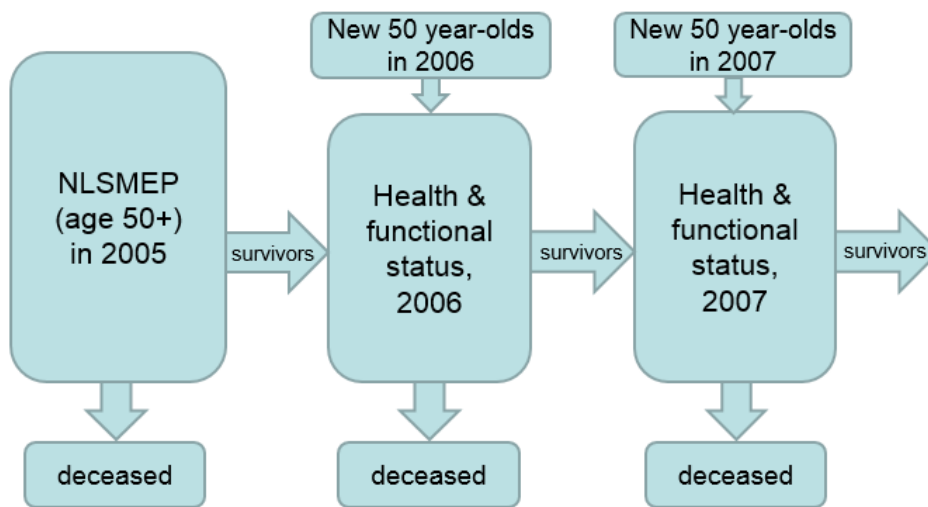 New 50 year-olds
in 2006
New 50 year-olds
in 2007
NLSMEP
(age 50+)
in 2005
survivors
Health &
functional
status,
2006
survivors
Health &
functional
status,
2007
survivors
deceased
deceased
deceased